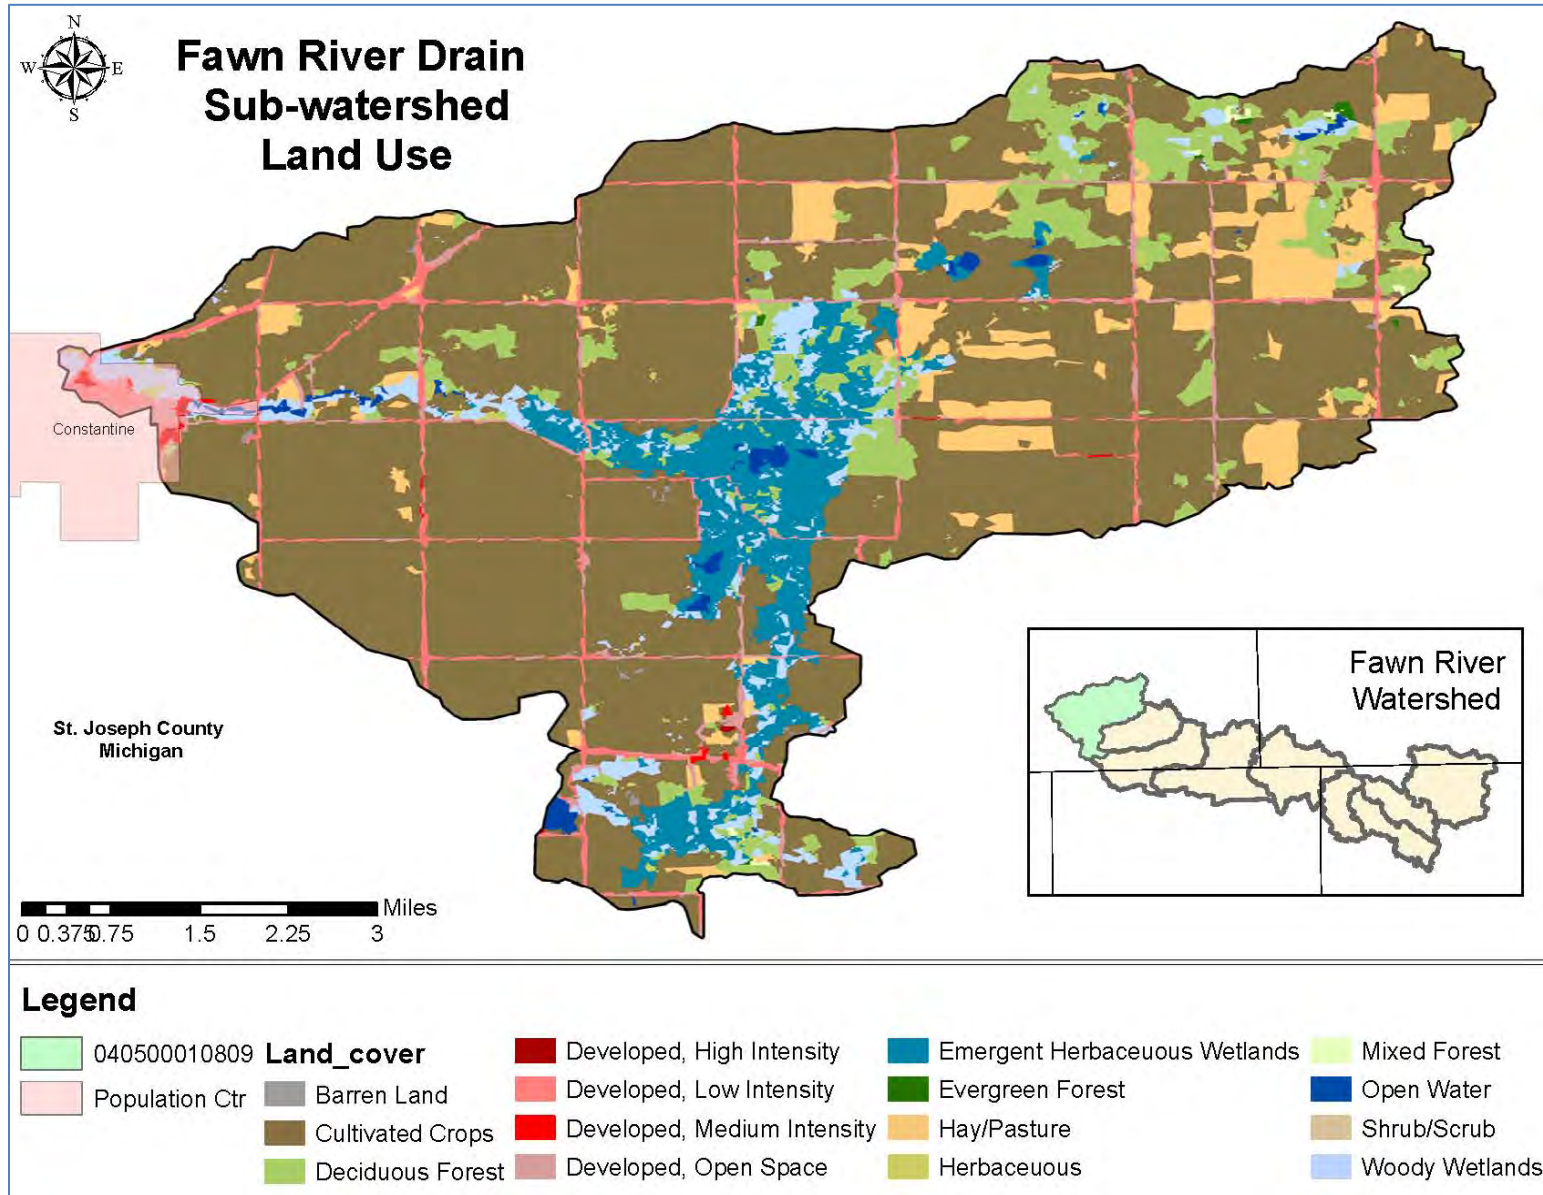 N
W
E
S
Fawn River Drain
Sub-watershed
Land Use
Constantine
St. Joseph County
Michigan
Fawn River
Watershed
Miles
0 0.375 0.75 1.5 2.25 3
Legend
040500010809
Population Ctr
Land_cover
Barren Land
Cultivated Crops
Deciduous Forest
Developed, High Intensity
Developed, Low Intensity
Developed, Medium Intensity
Developed, Open Space
Emergent Herbaceuous Wetlands
Evergreen Forest
Hay/Pasture
Herbaceuous
Mixed Forest
Open Water
Shrub/Scrub
Woody Wetlands